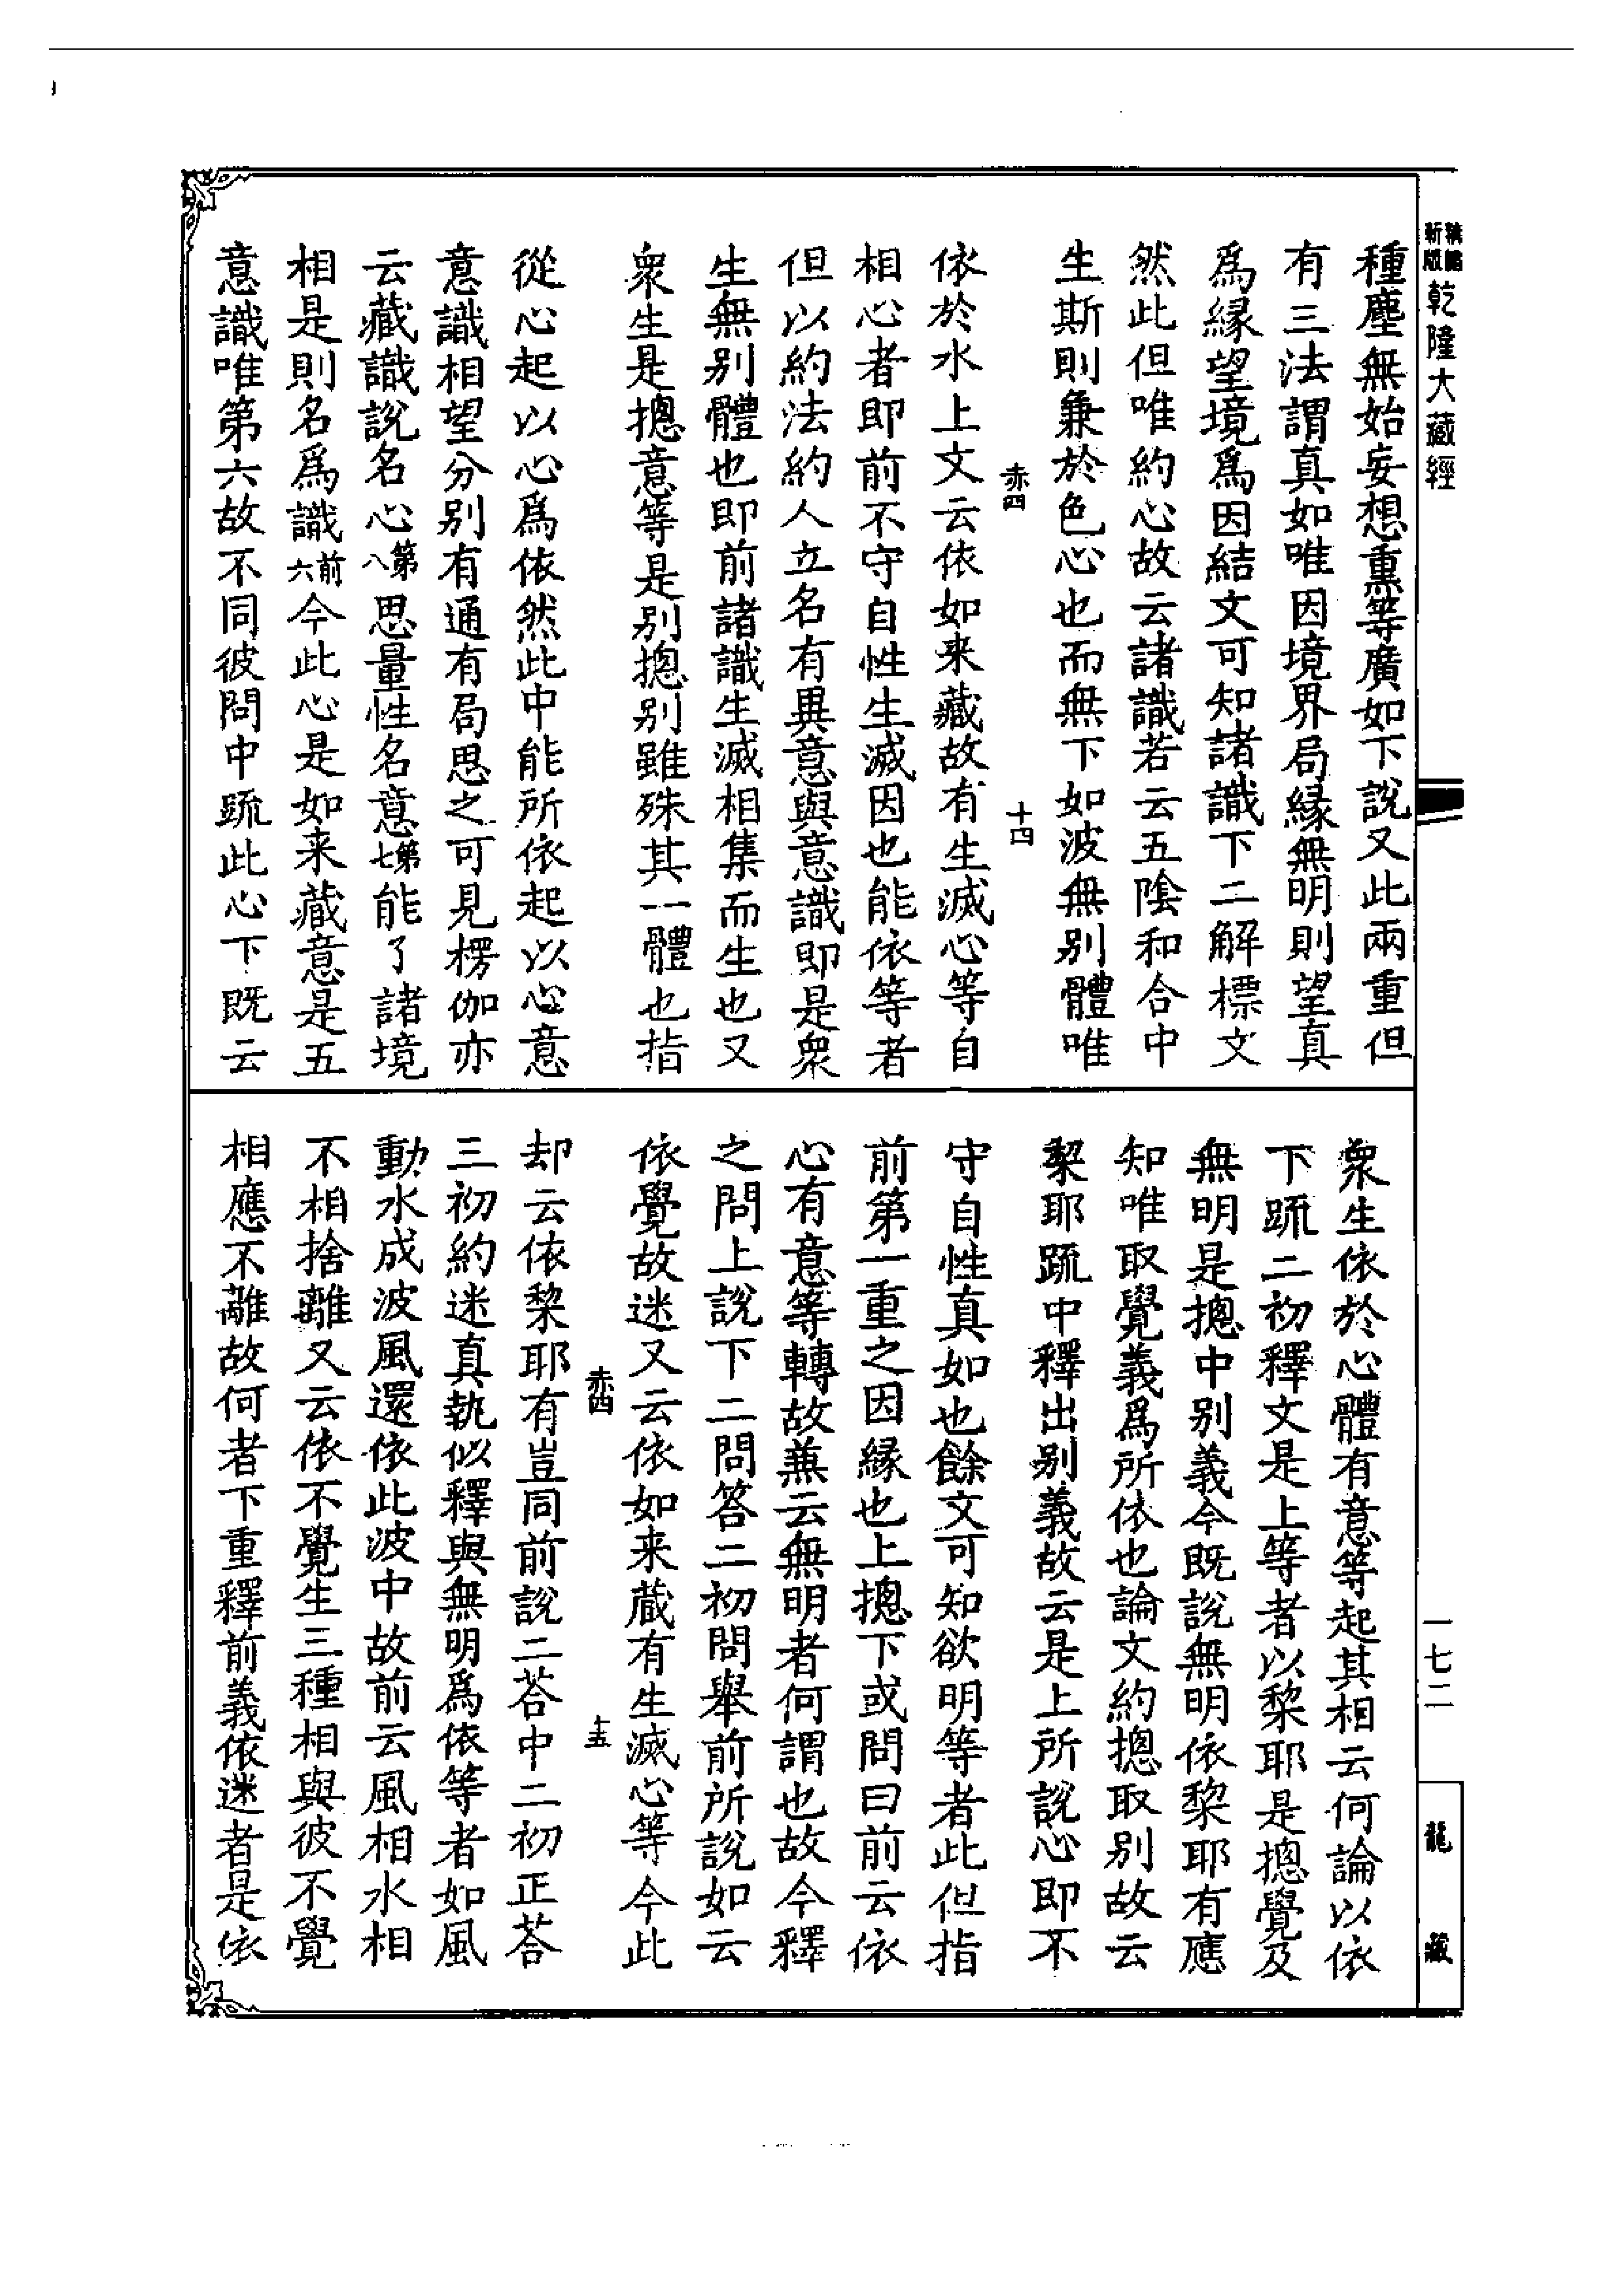 乾隆大藏經
種塵無始妄想熏等廣如下說又此兩重但
有三法謂真如唯因境界局緣無明則望真
爲緣望境爲因結文可知諸識下二解標文
然此但唯約心故云諸識若云五陰和合中
生斯則兼於色心也而無下如波無別體唯
赤四 十四
依於水上文云依如來藏故有生滅心等自
相心者即前不守自性生滅因也能依等者
但以約法約人立名有異意與意識即是衆
生無別體也即前諸識生滅相集而生也又
衆生是摠意等是別摠別雖殊其一體也指
從心起以心爲依然此中能所依起以心意
意識相望分別有通有局思之可見楞伽亦
云藏識說名心第八思量性名意第七能了諸境
相是則名爲識前六今此心是如來藏意是五
意識唯第六故不同彼問中疏此心下既云
衆生依於心體有意等起其相云何論以依
下疏二初釋文是上等者以黎耶是摠覺及
無明是摠中別義今既說無明依黎耶有應
知唯取覺義爲所依也論文約摠取別故云
黎耶疏中釋出別義故云是上所說心即不
守自性真如也餘文可知欲明等者此但指
前第一重之因緣也上摠下或問曰前云依
心有意等轉故兼云無明者何謂也故今釋
之問上說下二問答二初問舉前所說如云
依覺故迷又云依如來藏有生滅心等今此
赤四 十五
却云依黎耶有豈同前說二荅中二初正荅
三初約迷真執似釋與無明爲依等者如風
動水成波風還依此波中故前云風相水相
不相捨離又云依不覺生三種相與彼不覺
相應不離故何者下重釋前義依迷者是依
一七二
龍藏